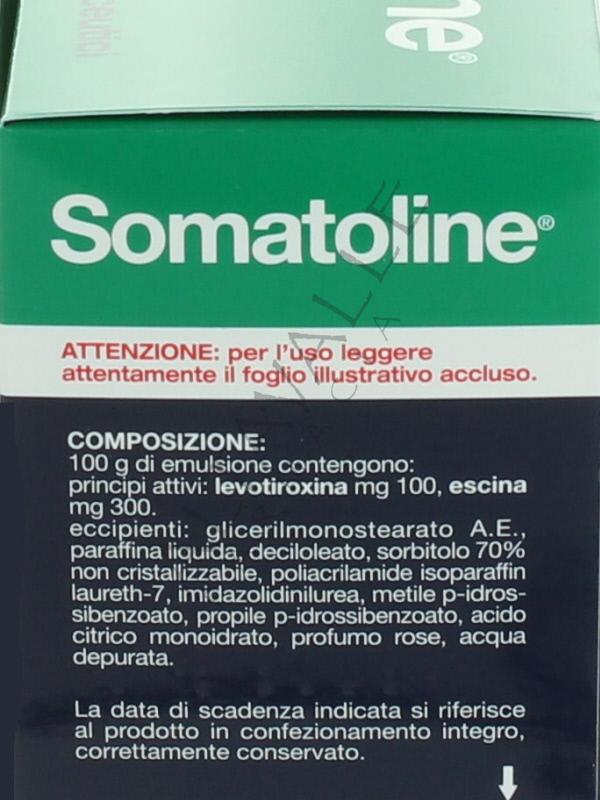 ne®
Somatoline®
ATTENZIONE: per l'uso leggere
attentamente il foglio illustrativo accluso.
COMPOSIZIONE:
100 g di emulsione contengono:
principi attivi: levotiroxina mg 100, escina
mg 300.
eccipienti: glicerilmonostearato A.E.,
paraffina liquida, deciloleato, sorbitolo 70%
non cristallizzabile, poliacrilamide isoparaffin
laureth-7, imidazolidinilurea, metile p-idros-
sibenzoato, propile p-idrossibenzoato, acido
citrico monoidrato, profumo rose, acqua
depurata.
La data di scadenza indicata si riferisce
al prodotto in confezionamento integro,
correttamente conservato.